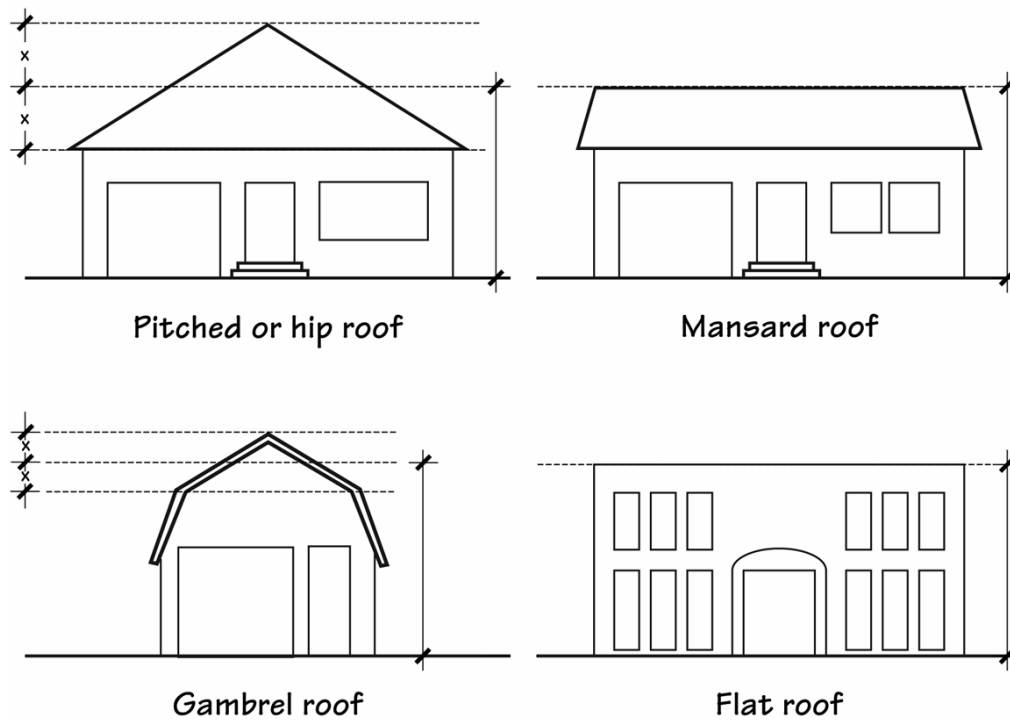 x
x
Pitched or hip roof
Mansard roof
x
x
Gambrel roof
Flat roof